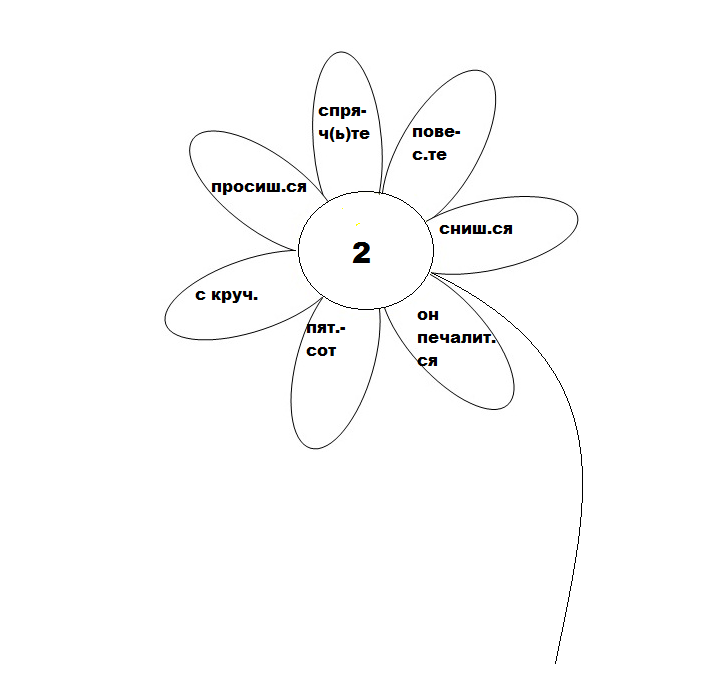 спря-
ч(ь)те
пове-
с.те
просиш.ся
сниш.ся
2
с круч.
он
печалит.
ся
пят.-
сот